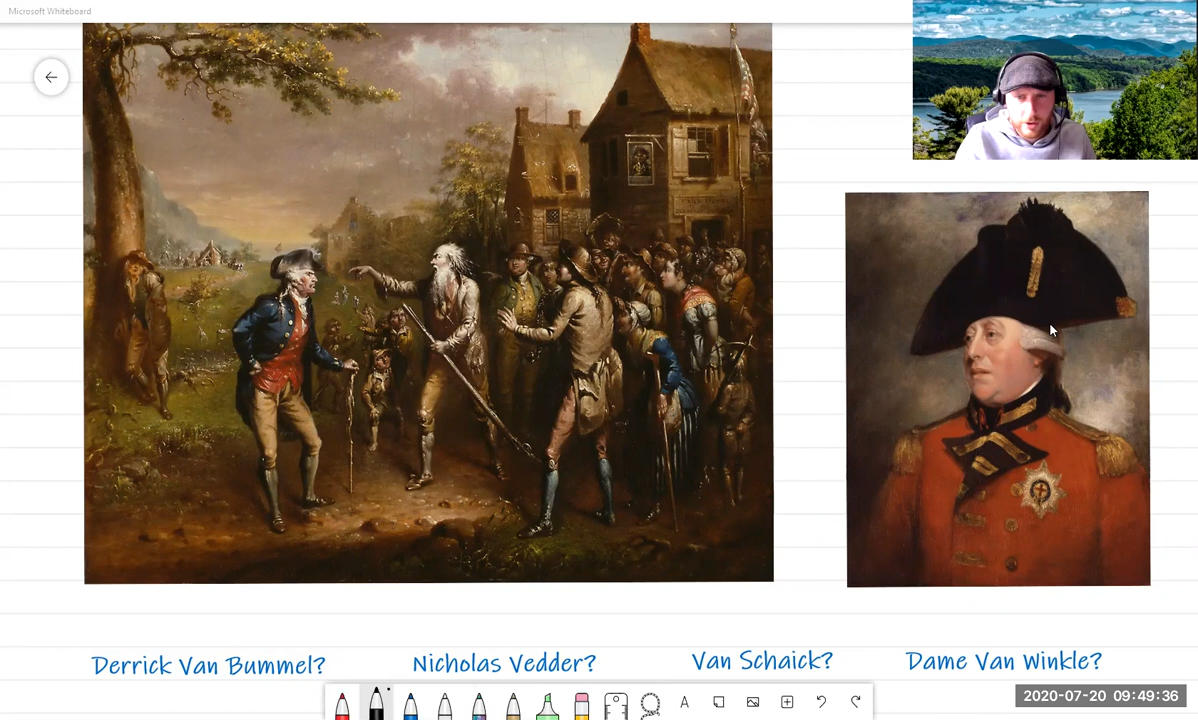 Microsoft Whiteboard
Derrick Van Bummel? Nicholas Vedder? Van Schaick? Dame Van Winkle?
A
2020-07-20 09:49:36